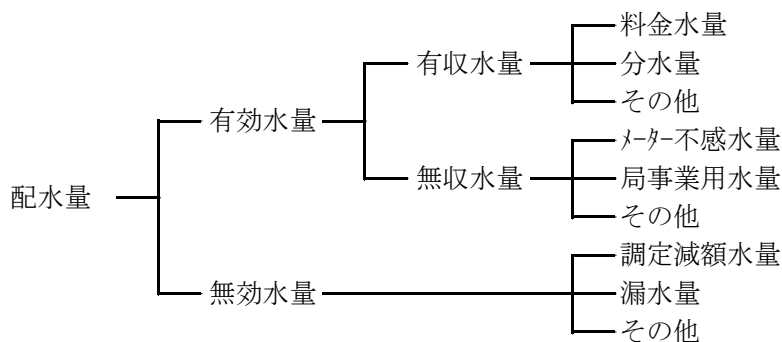 料金水量
有収水量
分水量
その他
有効水量
メーター不感水量
無収水量
局事業用水量
その他
配水量
調定減額水量
無効水量
漏水量
その他